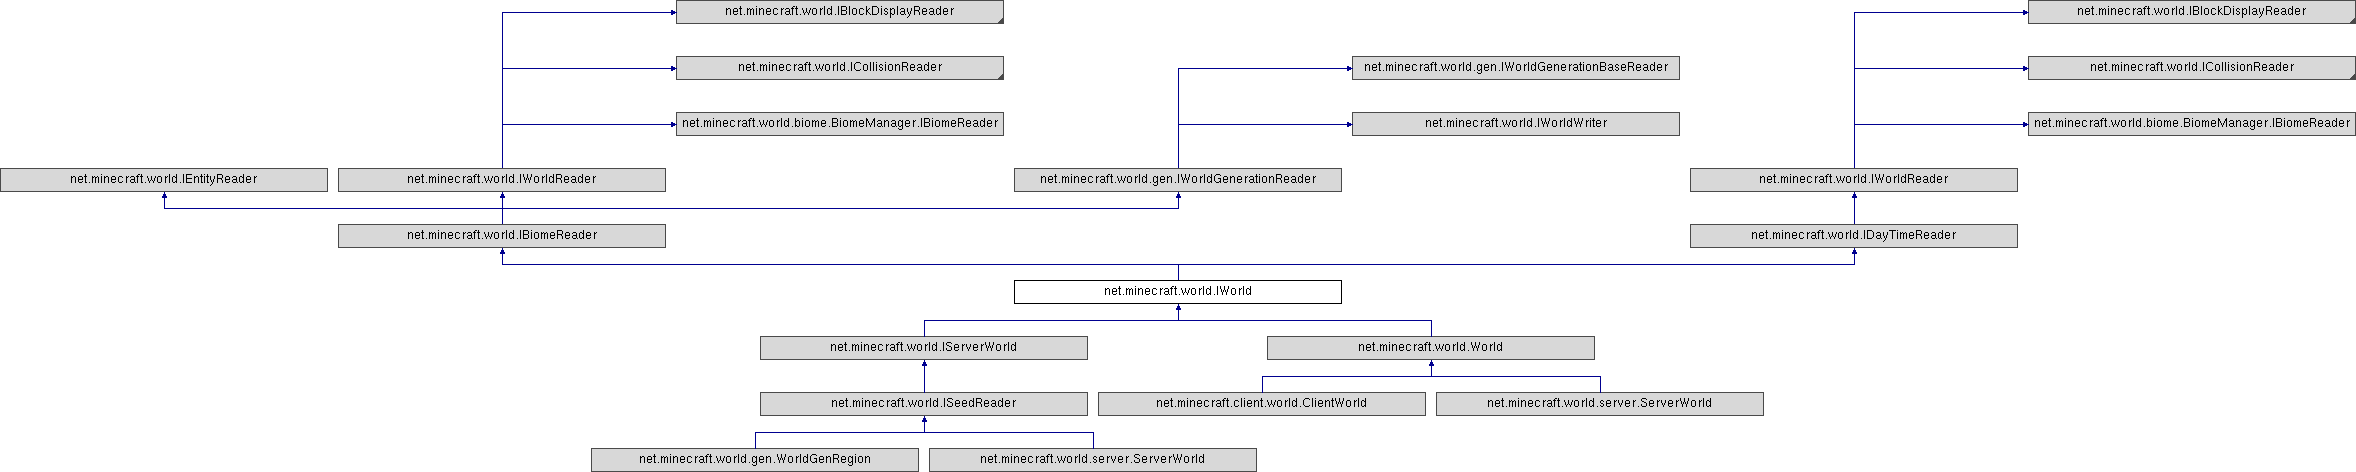 net.minecraft.world.IBlockDisplayReader
net.minecraft.world.IBlockDisplayReader
net.minecraft.world.ICollisionReader
net.minecraft.world.gen.IWorldGenerationBaseReader
net.minecraft.world.ICollisionReader
net.minecraft.world.biome.BiomeManager.IBiomeReader
net.minecraft.world.IWorldWriter
net.minecraft.world.biome.BiomeManager.IBiomeReader
net.minecraft.world.IEntityReader
net.minecraft.world.IWorldReader
net.minecraft.world.gen.IWorldGenerationReader
net.minecraft.world.IWorldReader
net.minecraft.world.IBiomeReader
net.minecraft.world.IDayTimeReader
net.minecraft.world.IWorld
net.minecraft.world.IServerWorld
net.minecraft.world.World
net.minecraft.world.ISeedReader
net.minecraft.client.world.ClientWorld
net.minecraft.world.server.ServerWorld
net.minecraft.world.gen.WorldGenRegion
net.minecraft.world.server.ServerWorld